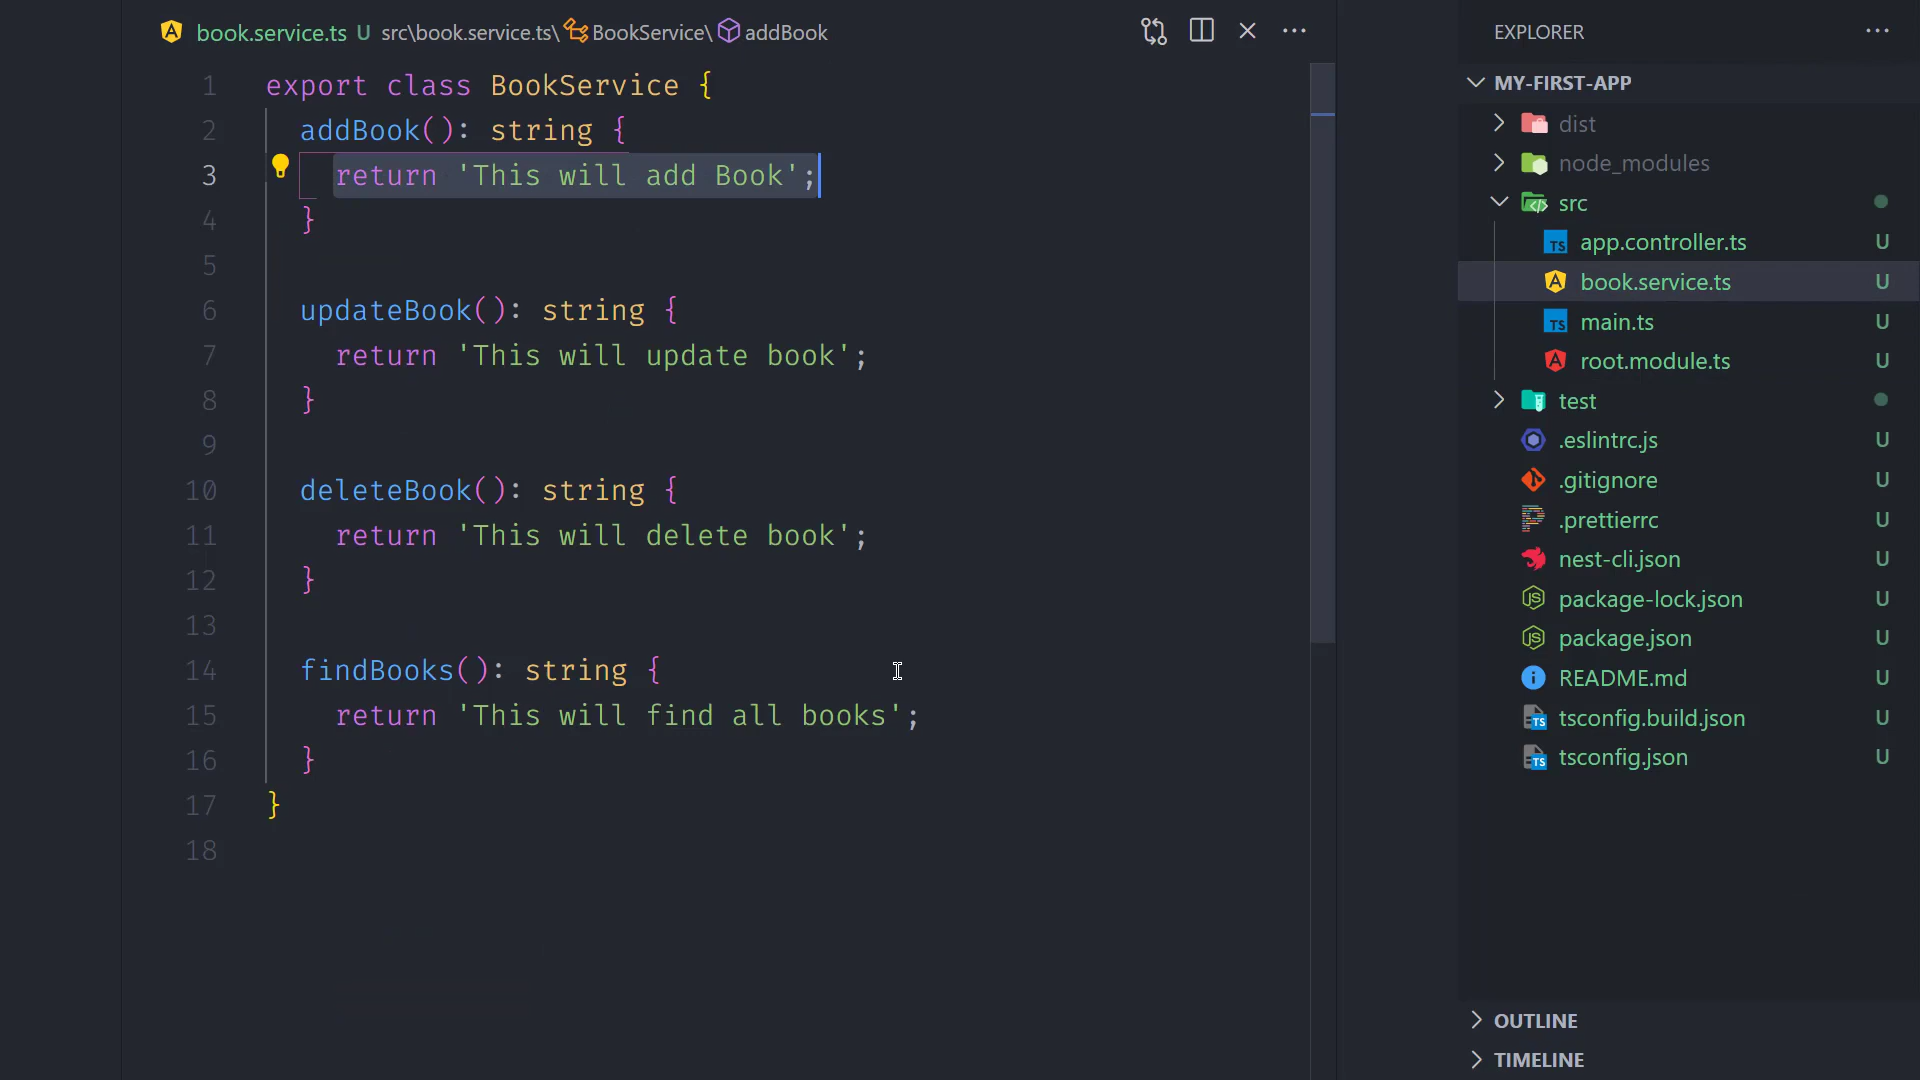 book.service.ts U src\book.service.ts\ BookService\ addBook
1 export class BookService {
2 addBook(): string {
3 return 'This will add Book';
4 }
5
6 updateBook(): string {
7 return 'This will update book';
8 }
9
10 deleteBook(): string {
11 return 'This will delete book';
12 }
13
14 findBooks(): string {
15 return 'This will find all books';
16 }
17 }
18
EXPLORER
MY-FIRST-APP
dist
node_modules
src
app.controller.ts U
book.service.ts U
main.ts U
root.module.ts U
test
.eslintrc.js U
.gitignore U
.prettierrc U
nest-cli.json U
package-lock.json U
package.json U
README.md U
tsconfig.build.json U
tsconfig.json U
OUTLINE
TIMELINE